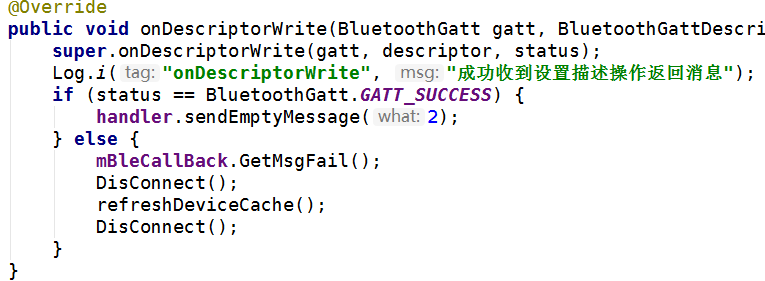 @Override
public void onDescriptorWrite(BluetoothGatt gatt, BluetoothGattDescri
super.onDescriptorWrite(gatt, descriptor, status);
Log.i( tag: "onDescriptorWrite", msg: "成功收到设置描述操作返回消息");
if (status == BluetoothGatt.GATT_SUCCESS) {
handler.sendEmptyMessage( what: 2);
} else {
mBleCallBack.GetMsgFail();
DisConnect();
refreshDeviceCache();
DisConnect();
}
}